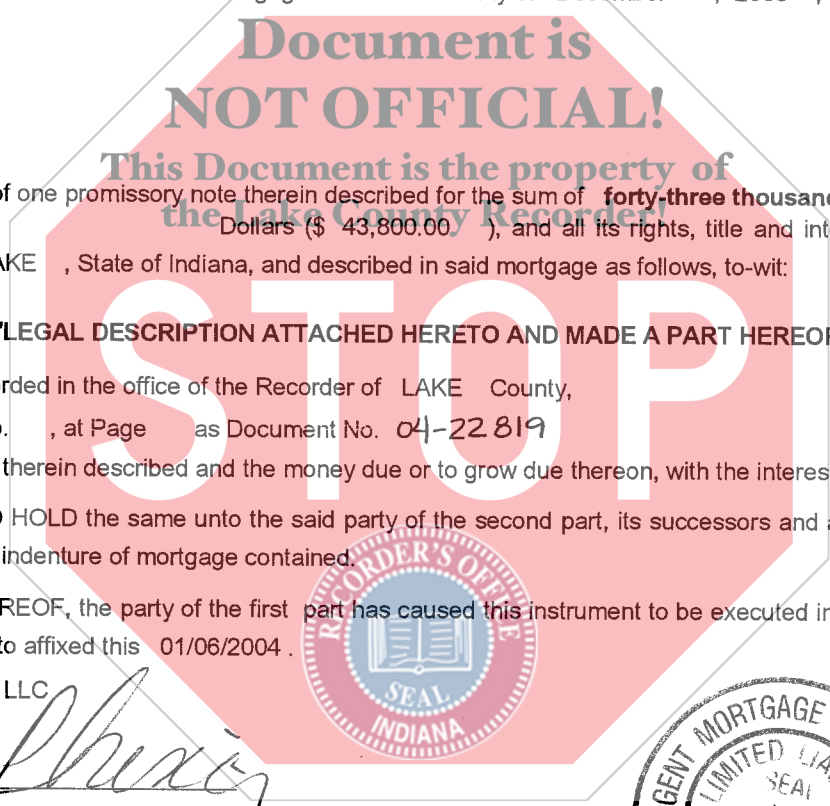 Document is
NOT OFFICIAL!
This Document is the property of
the Lake County Recorder!
of one promissory note therein described for the sum of forty-three thousand
Dollars ($ 43,800.00 ), and all its rights, title and int
AKE , State of Indiana, and described in said mortgage as follows, to-wit:
STOP
"LEGAL DESCRIPTION ATTACHED HERETO AND MADE A PART HEREOF
rded in the office of the Recorder of LAKE County,
. , at Page as Document No. 04-22819
therein described and the money due or to grow due thereon, with the interes
HOLD the same unto the said party of the second part, its successors and a
indenture of mortgage contained.
RECORDER'S OFFICE
SEAL
INDIANA
REOF, the party of the first part has caused this instrument to be executed in
to affixed this 01/06/2004 .
LLC
GENT MORTGAGE
LIMITED LIA
SEAL